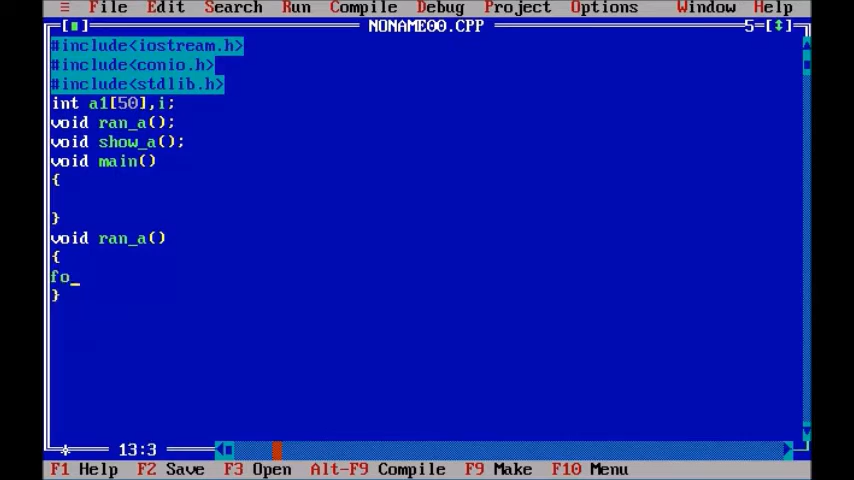 ≡ File Edit Search Run Compile Debug Project Options Window Help
[■] NONAME00.CPP 5=[↕]
#include<iostream.h>
#include<conio.h>
#include<stdlib.h>
int a1[50],i;
void ran_a();
void show_a();
void main()
{
}
void ran_a()
{
fo_
}
13:3
F1 Help F2 Save F3 Open Alt-F9 Compile F9 Make F10 Menu